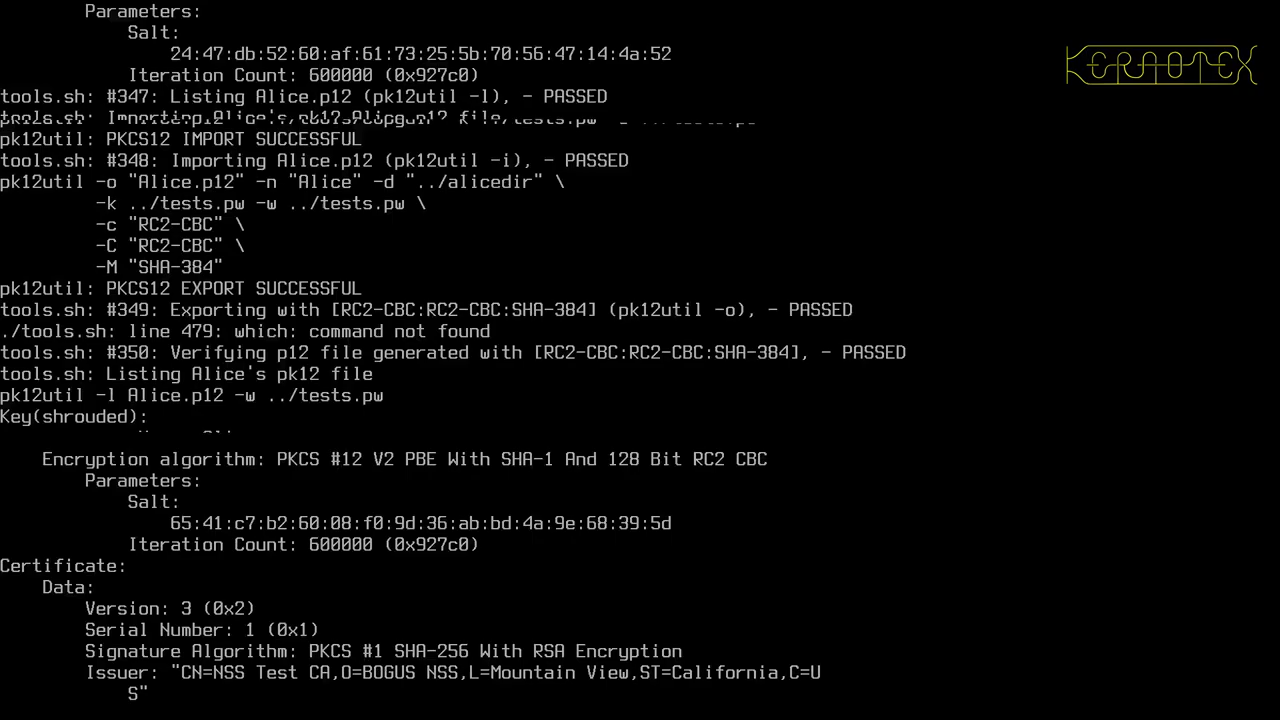 Parameters:
Salt:
24:47:db:52:60:af:61:73:25:5b:70:56:47:14:4a:52
Iteration Count: 600000 (0x927c0)
tools.sh: #347: Listing Alice.p12 (pk12util -l), - PASSED
tools.sh: Importing Alice's pk12 Alice.p12 file
pk12util: PKCS12 IMPORT SUCCESSFUL
tools.sh: #348: Importing Alice.p12 (pk12util -i), - PASSED
pk12util -o "Alice.p12" -n "Alice" -d "../alicedir" \
-k ../tests.pw -w ../tests.pw \
-c "RC2-CBC" \
-C "RC2-CBC" \
-M "SHA-384"
pk12util: PKCS12 EXPORT SUCCESSFUL
tools.sh: #349: Exporting with [RC2-CBC:RC2-CBC:SHA-384] (pk12util -o), - PASSED
./tools.sh: line 479: which: command not found
tools.sh: #350: Verifying p12 file generated with [RC2-CBC:RC2-CBC:SHA-384], - PASSED
tools.sh: Listing Alice's pk12 file
pk12util -l Alice.p12 -w ../tests.pw
Key(shrouded):
Encryption algorithm: PKCS #12 V2 PBE With SHA-1 And 128 Bit RC2 CBC
Parameters:
Salt:
65:41:c7:b2:60:08:f0:9d:36:ab:bd:4a:9e:68:39:5d
Iteration Count: 600000 (0x927c0)
Certificate:
Data:
Version: 3 (0x2)
Serial Number: 1 (0x1)
Signature Algorithm: PKCS #1 SHA-256 With RSA Encryption
Issuer: "CN=NSS Test CA,O=BOGUS NSS,L=Mountain View,ST=California,C=U
S"